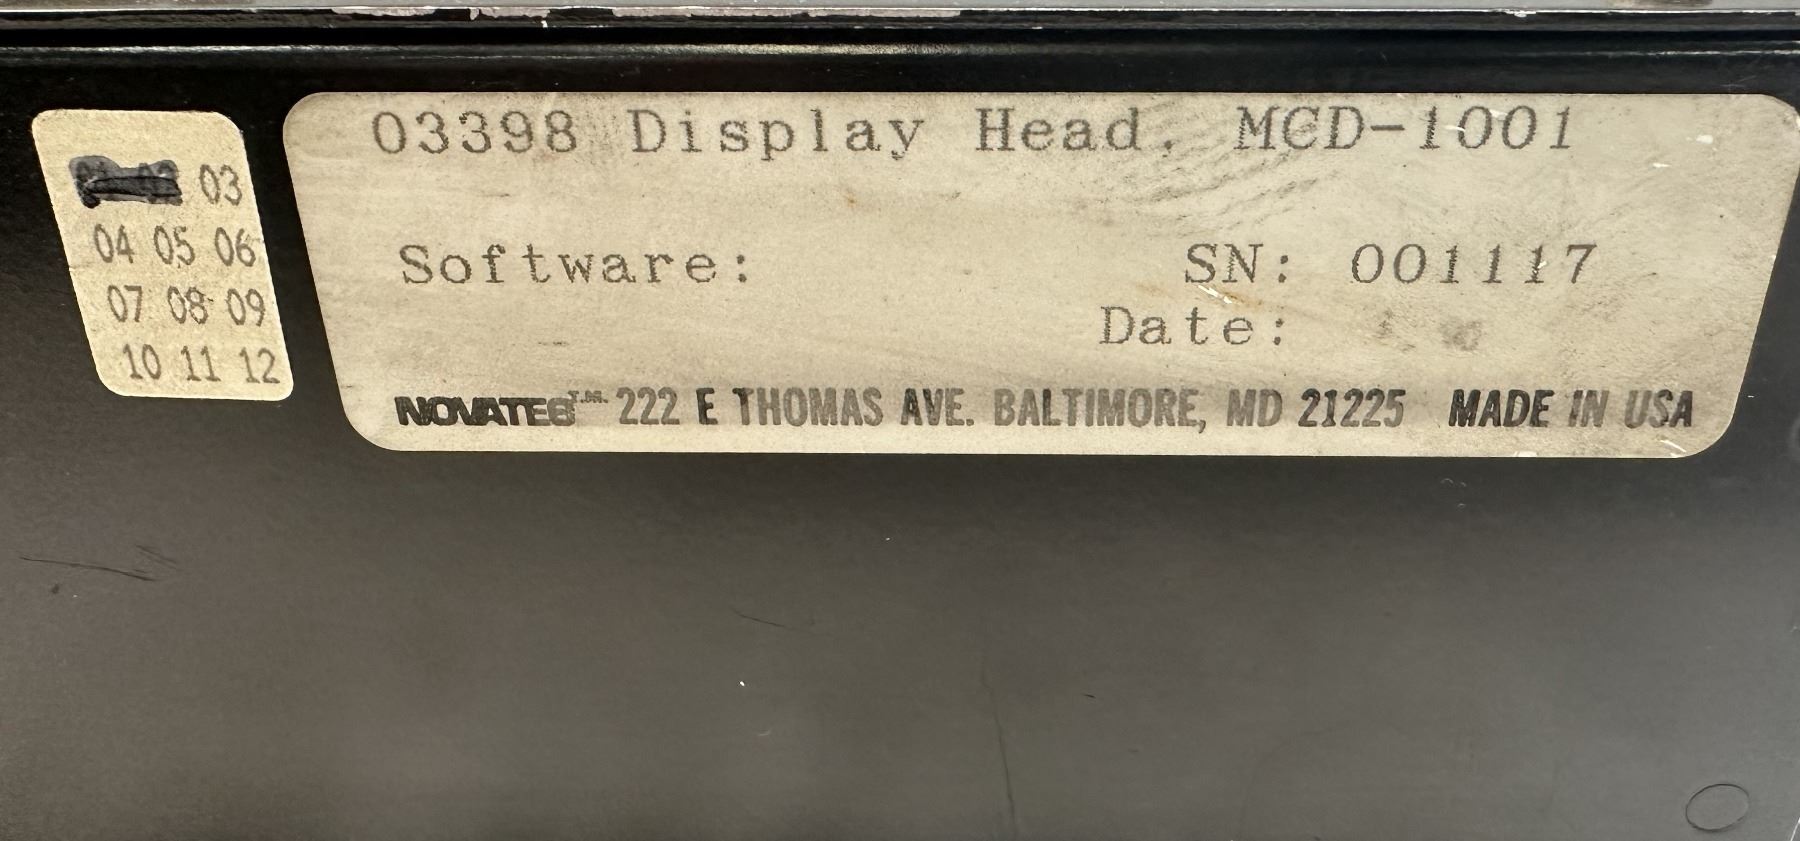 03
04 05 06
07 08 09
10 11 12
03398 Display Head, MCD-1001
Software:
SN: 001117
Date:
NOVATEC T.M. 222 E THOMAS AVE. BALTIMORE, MD 21225 MADE IN USA